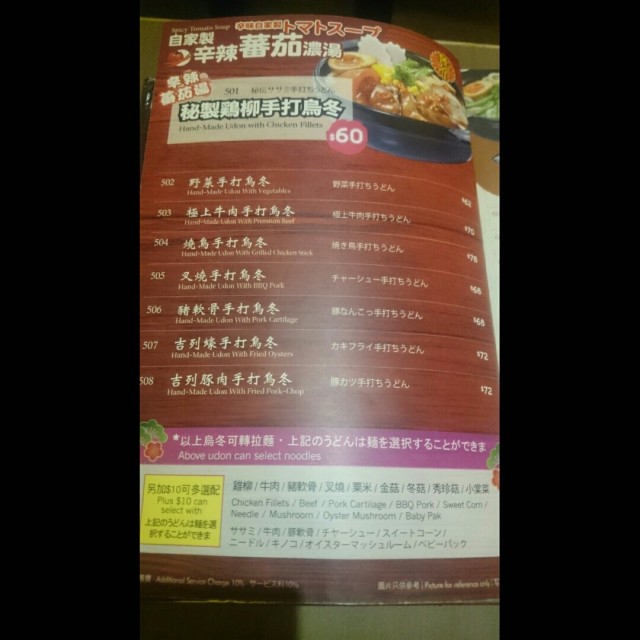 Spicy Tomato Soup 辛味自家製トマトスープ
自家製
辛辣蕃茄濃湯
辛辣
蕃茄湯
501 秘伝ササミ手打ちうどん
秘製鶏柳手打烏冬
Hand-Made Udon with Chicken Fillets
$60
502 野菜手打烏冬 野菜手打ちうどん $62
Hand-Made Udon With Vegetables
503 極上牛肉手打烏冬 極上牛肉手打ちうどん $70
Hand-Made Udon With Premium Beef
504 燒鳥手打烏冬 焼き鳥手打ちうどん $78
Hand-Made Udon With Grilled Chicken Stick
505 叉燒手打烏冬 チャーシュー手打ちうどん $68
Hand-Made Udon With BBQ Pork
506 豬軟骨手打烏冬 豚なんこつ手打ちうどん $68
Hand-Made Udon With Pork Cartilage
507 吉列蠔手打烏冬 カキフライ手打ちうどん $72
Hand-Made Udon With Fried Oysters
508 吉列豚肉手打烏冬 豚カツ手打ちうどん $72
Hand-Made Udon With Fried Pork-Chop
*以上烏冬可轉拉麵・上記のうどんは麺を選択することができま
Above udon can select noodles
另加$10可多選配
Plus $10 can
select with
上記のうどんは麺を選
択することができま
雞柳/牛肉/豬軟骨/叉燒/粟米/金菇/冬菇/秀珍菇/小棠菜
Chicken Fillets / Beef / Pork Cartilage / BBQ Pork / Sweet Corn /
Needle / Mushroom / Oyster Mushroom / Baby Pak
ササミ/牛肉/豚軟骨/チャーシュー/スイートコーン/
ニードル/キノコ/オイスターマッシュルーム/ベビーパック
Additional Service Charge 10% サービス料10%
圖片只供參考 | Picture for reference only